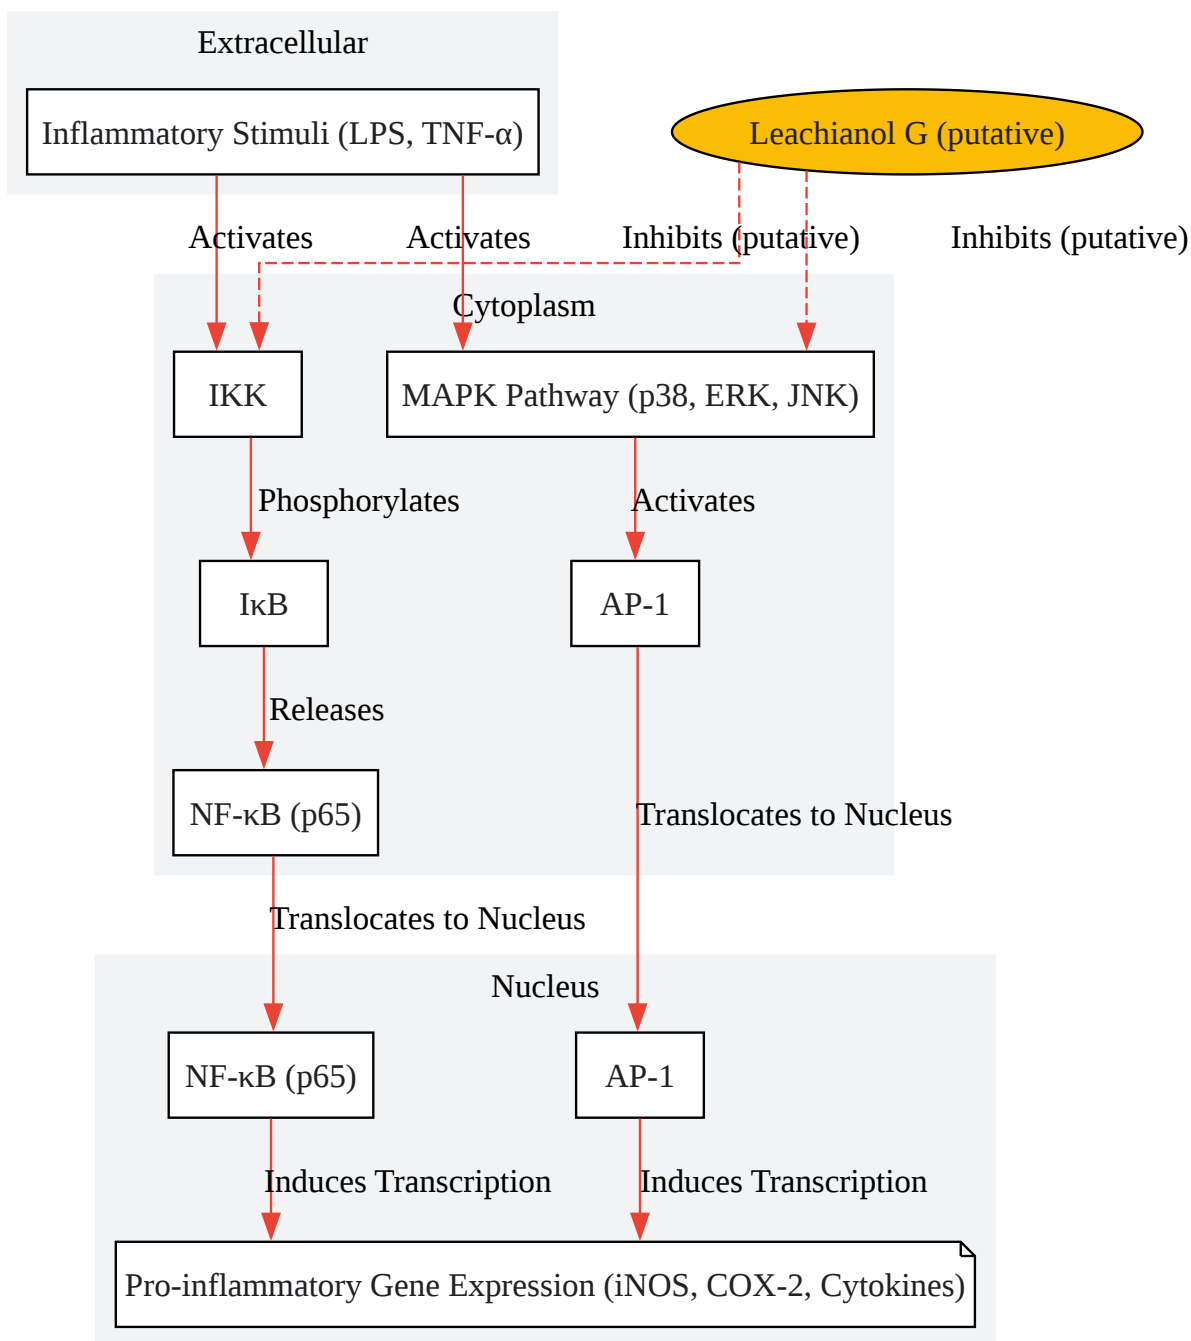 Extracellular
Inflammatory Stimuli (LPS, TNF-α)
Leachianol G (putative)
Activates
Activates
Inhibits (putative)
Inhibits (putative)
Cytoplasm
IKK
MAPK Pathway (p38, ERK, JNK)
Phosphorylates
Activates
IκB
AP-1
Releases
NF-κB (p65)
Translocates to Nucleus
Translocates to Nucleus
Nucleus
NF-κB (p65)
AP-1
Induces Transcription
Induces Transcription
Pro-inflammatory Gene Expression (iNOS, COX-2, Cytokines)